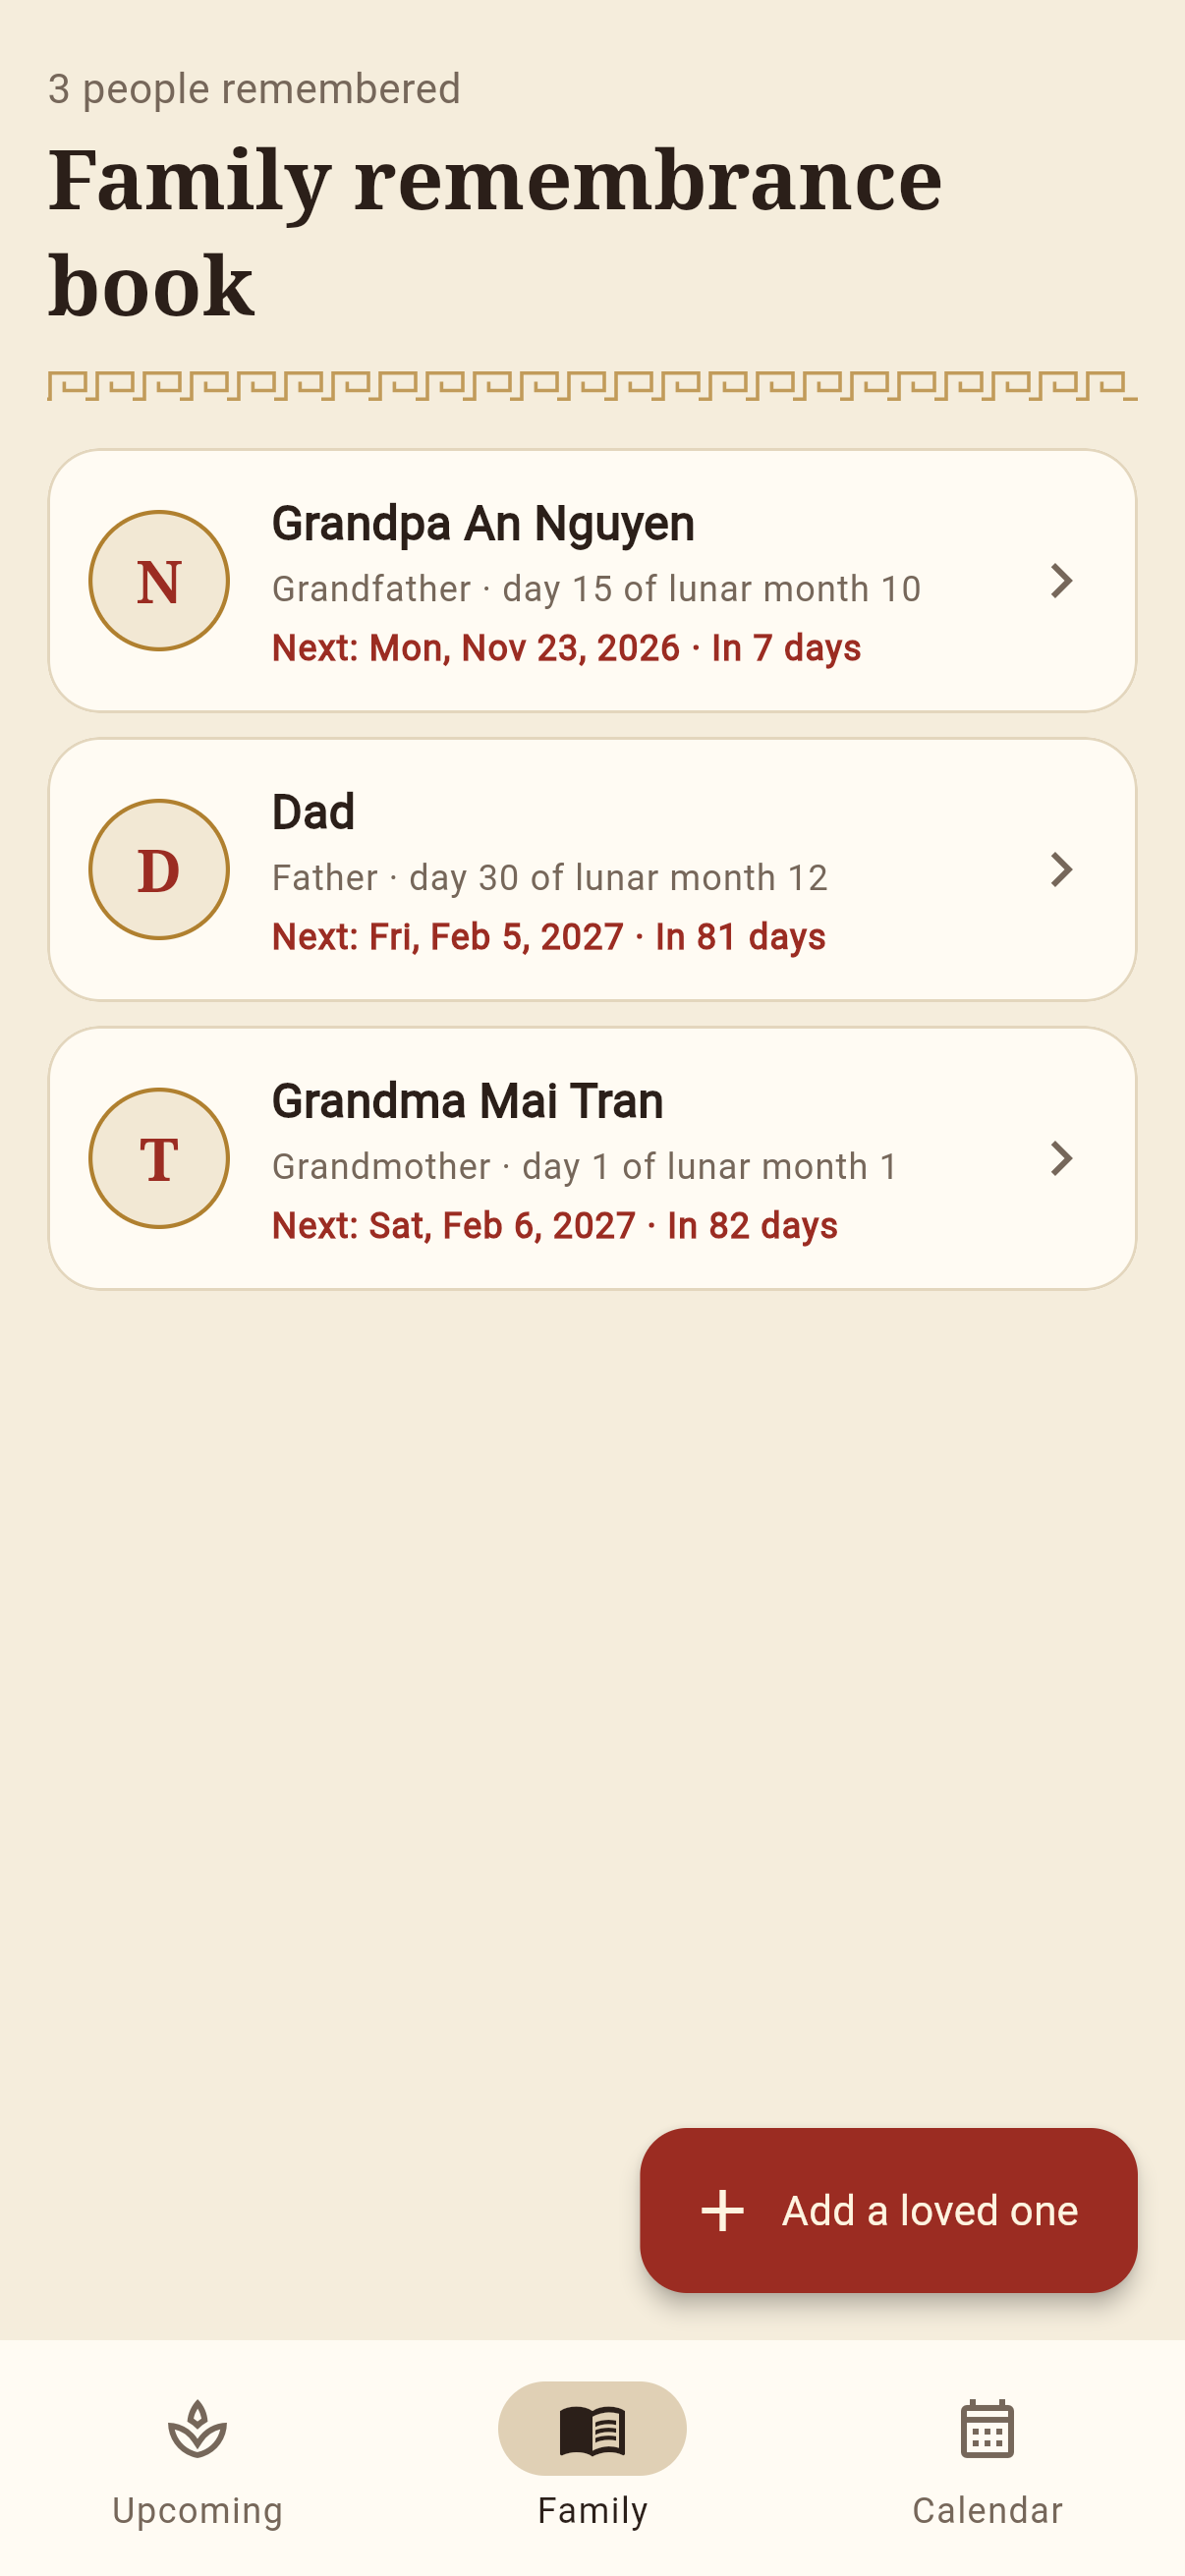 3 people remembered
Family remembrance
book
N
Grandpa An Nguyen
Grandfather · day 15 of lunar month 10
Next: Mon, Nov 23, 2026 · In 7 days
D
Dad
Father · day 30 of lunar month 12
Next: Fri, Feb 5, 2027 · In 81 days
T
Grandma Mai Tran
Grandmother · day 1 of lunar month 1
Next: Sat, Feb 6, 2027 · In 82 days
Add a loved one
Upcoming
Family
Calendar